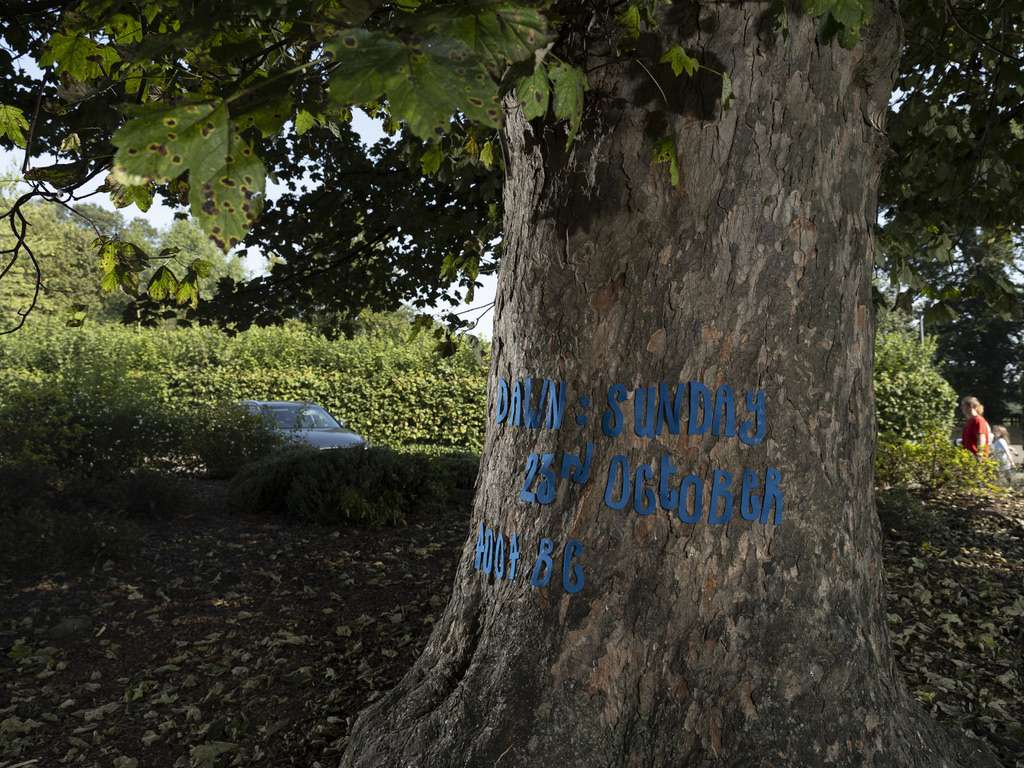 DAWN : SUNDAY
23rd OCtOBER
4004 BC